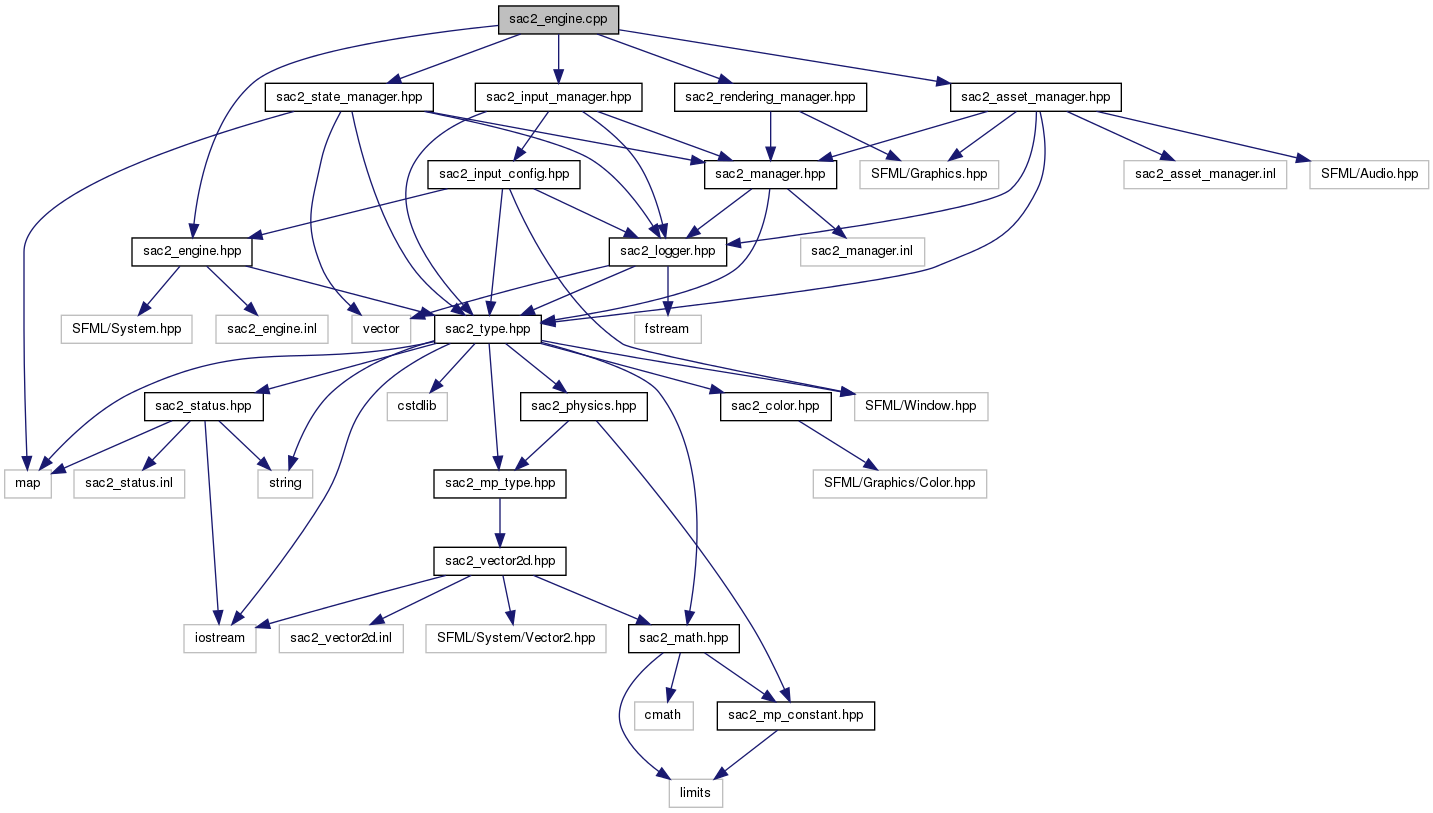 sac2_engine.cpp
sac2_state_manager.hpp
sac2_input_manager.hpp
sac2_rendering_manager.hpp
sac2_asset_manager.hpp
sac2_input_config.hpp
sac2_manager.hpp
SFML/Graphics.hpp
sac2_asset_manager.inl
SFML/Audio.hpp
sac2_engine.hpp
sac2_logger.hpp
sac2_manager.inl
SFML/System.hpp
sac2_engine.inl
vector
sac2_type.hpp
fstream
sac2_status.hpp
cstdlib
sac2_physics.hpp
sac2_color.hpp
SFML/Window.hpp
map
sac2_status.inl
string
sac2_mp_type.hpp
SFML/Graphics/Color.hpp
sac2_vector2d.hpp
iostream
sac2_vector2d.inl
SFML/System/Vector2.hpp
sac2_math.hpp
cmath
sac2_mp_constant.hpp
limits